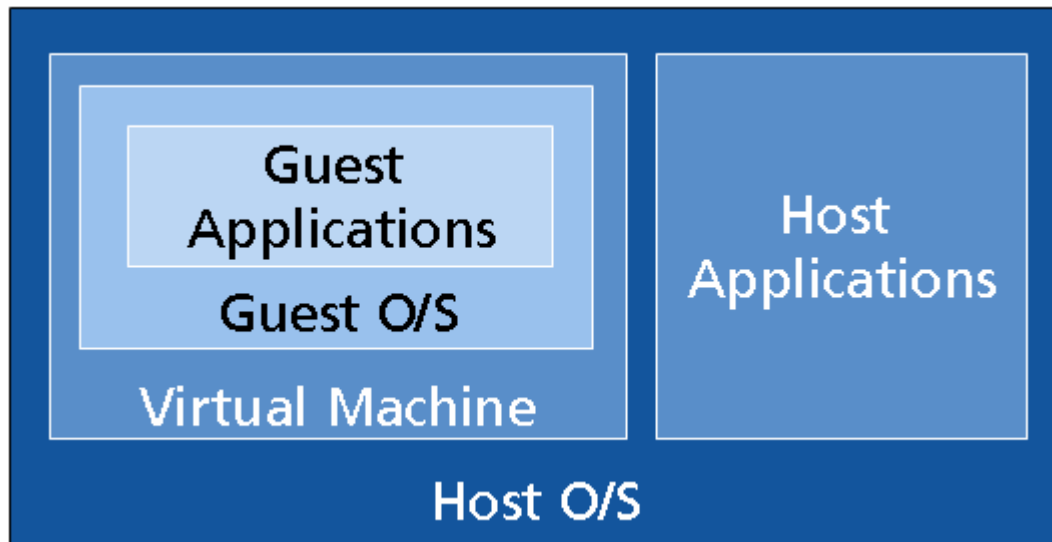 Guest
Applications
Guest O/S
Virtual Machine
Host
Applications
Host O/S